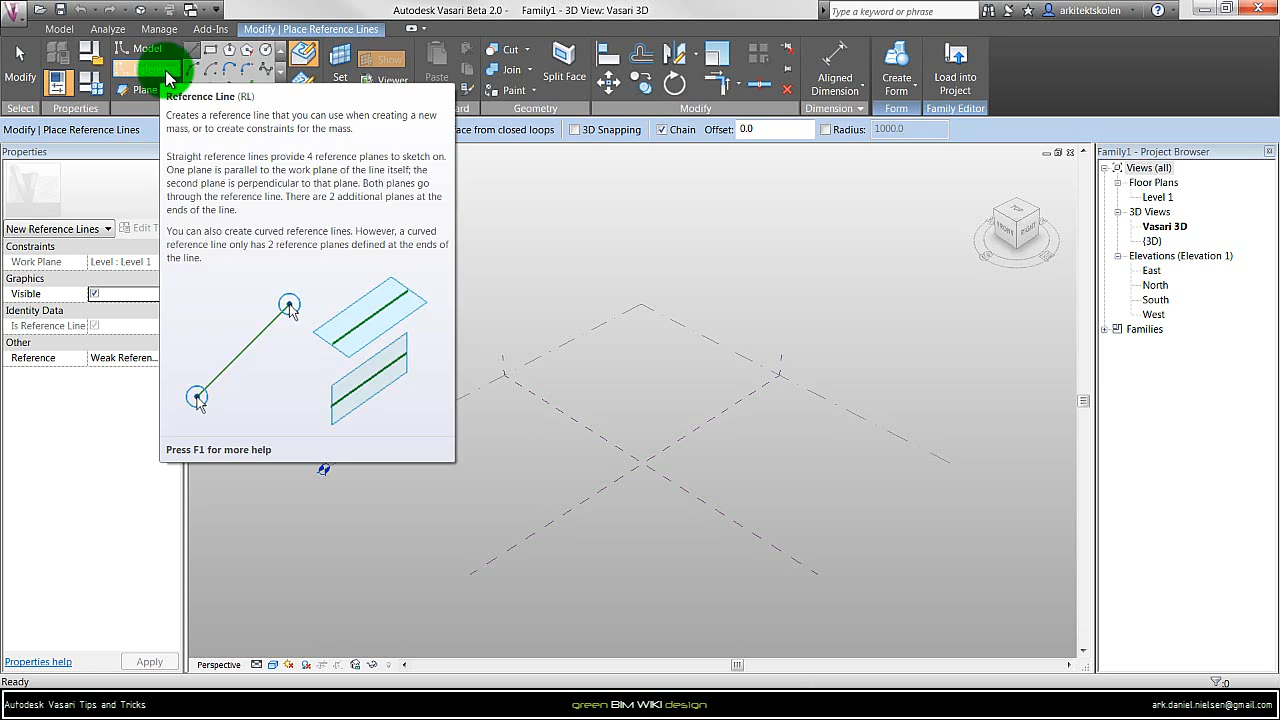 Autodesk Vasari Beta 2.0 - Family1 - 3D View: Vasari 3D
Type a keyword or phrase
arkitektskolen
Home
Analyze
Manage
Add-Ins
Modify | Place Reference Lines
Model
Reference
Plane
Set
Show
Viewer
Paste
Cut
Join
Paint
Split Face
Aligned
Dimension
Create
Form
Load into
Project
Modify
Select
Properties
Geometry
Modify
Dimension
Form
Family Editor
Modify | Place Reference Lines
ace from closed loops
3D Snapping
Chain
Offset:
0.0
Radius:
1000.0
Properties
New Reference Lines
Edit T
Constraints
Work Plane
Level : Level 1
Graphics
Visible
Identity Data
Is Reference Line
Other
Reference
Weak Referen...
Properties help
Apply
Reference Line (RL)
Creates a reference line that you can use when creating a new
mass or to create constraints for the mass.
Straight reference lines provide 4 reference planes to sketch on.
One plane is parallel to the work plane of the line itself; the
second plane is perpendicular to that plane. Both planes go
through the reference line. There are 2 additional planes at the
ends of the line.
You can also create curved reference lines. However, a curved
reference line only has 2 reference planes defined at the ends of
the line.
Press F1 for more help
TOP
FRONT
RIGHT
Family1 - Project Browser
Views (all)
Floor Plans
Level 1
3D Views
Vasari 3D
{3D}
Elevations (Elevation 1)
East
North
South
West
Families
Perspective
Ready
:0
Autodesk Vasari Tips and Tricks
green BIM WIKI design
ark.daniel.nielsen@gmail.com